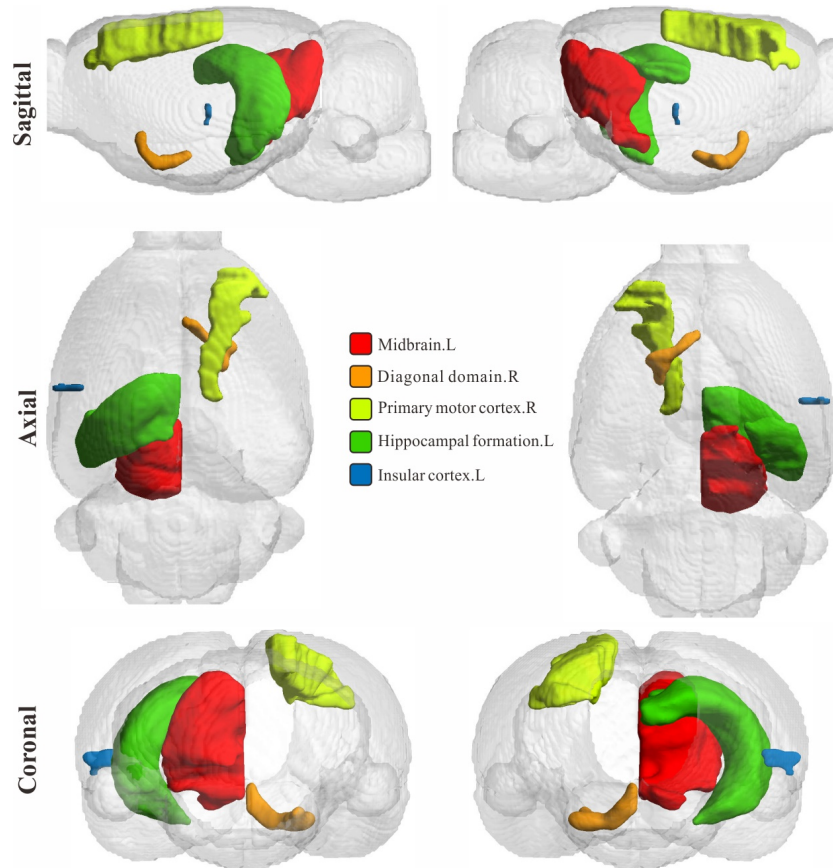 Sagittal
Axial
Midbrain.L
Diagonal domain.R
Primary motor cortex.R
Hippocampal formation.L
Insular cortex.L
Coronal